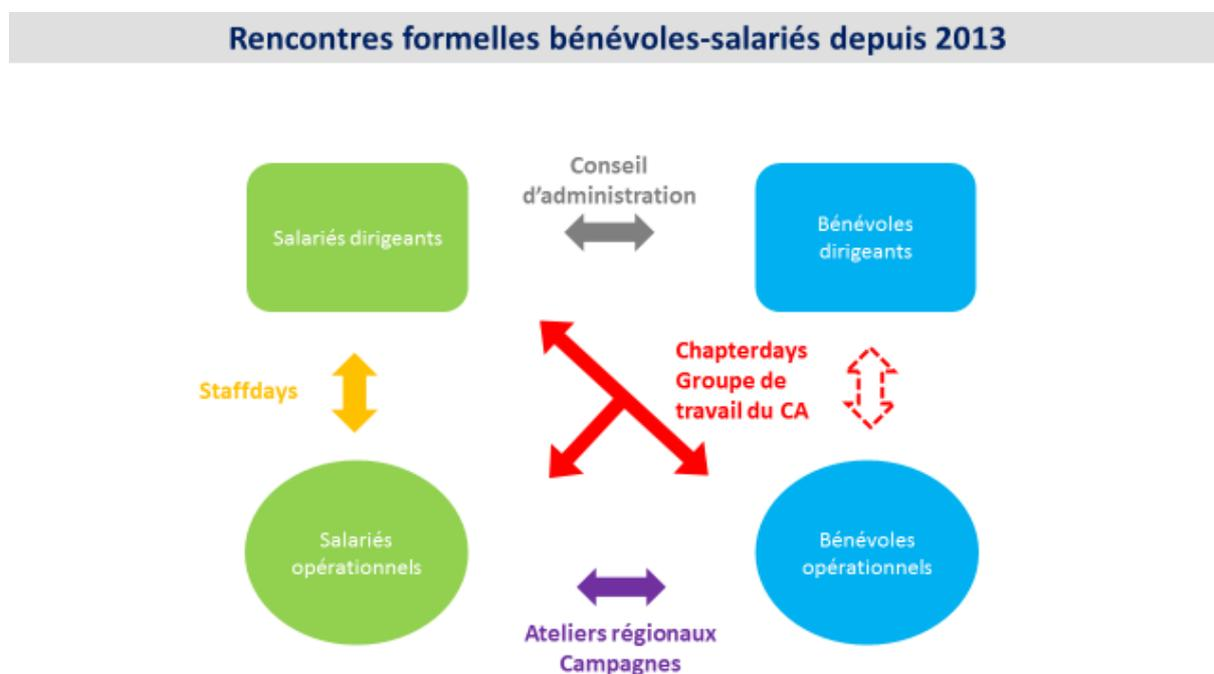 Rencontres formelles bénévoles-salariés depuis 2013
Conseil
d'administration
Salariés dirigeants
Bénévoles
dirigeants
Staffdays
Chapterdays
Groupe de
travail du CA
Salariés
opérationnels
Bénévoles
opérationnels
Ateliers régionaux
Campagnes